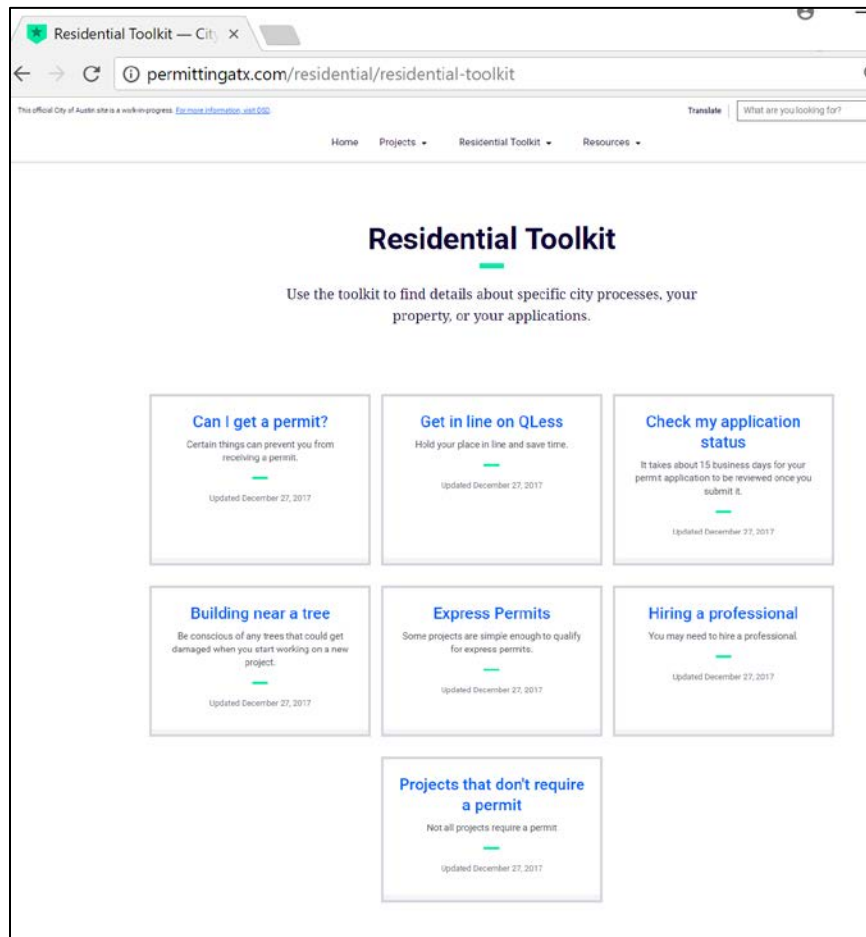 Residential Toolkit — City
permittingatx.com/residential/residential-toolkit
This official City of Austin site is a work-in-progress. For more information, visit DSD.
Translate
What are you looking for?
Home Projects Residential Toolkit Resources
Residential Toolkit
Use the toolkit to find details about specific city processes, your
property, or your applications.
Can I get a permit?
Certain things can prevent you from
receiving a permit.
Updated December 27, 2017
Get in line on QLess
Hold your place in line and save time.
Updated December 27, 2017
Check my application
status
It takes about 15 business days for your
permit application to be reviewed once you
submit it.
Updated December 27, 2017
Building near a tree
Be conscious of any trees that could get
damaged when you start working on a new
project.
Updated December 27, 2017
Express Permits
Some projects are simple enough to qualify
for express permits.
Updated December 27, 2017
Hiring a professional
You may need to hire a professional.
Updated December 27, 2017
Projects that don't require
a permit
Not all projects require a permit
Updated December 27, 2017